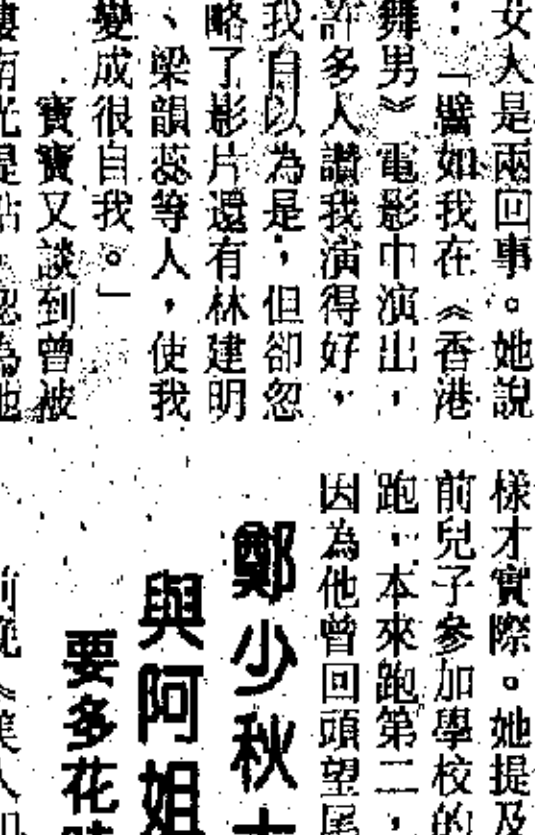 女人是兩回事。她說
：「譬如我在《香港
舞男》電影中演出，
許多人讚我演得好，
我自以為是，但卻忽
略了影片還有林建明
、梁韻蕊等人，使我
變成很自我。」
寶寶又談到曾被
樣才實際。她提及
前兒子參加學校的
跑，本來跑第二，
因為他曾回頭望尾
鄭少秋
與阿姐
要多花